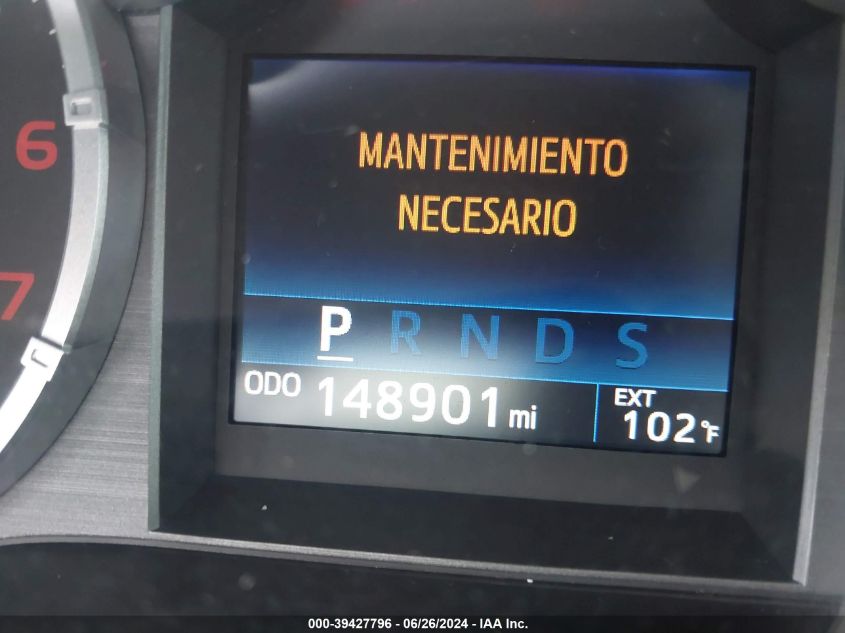 6
7
MANTENIMIENTO
NECESARIO
P R N D S
ODO 148901 mi
EXT
102°F
000-39427796 - 06/26/2024 - IAA Inc.